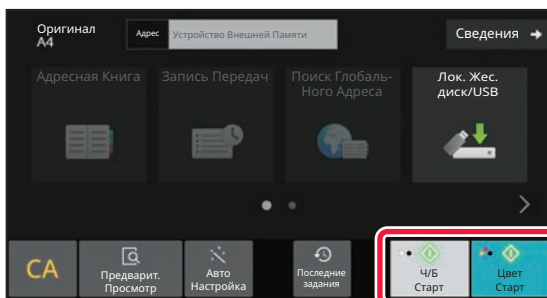 Оригинал
A4
Адрес
Устройство Внешней Памяти
Сведения
Адресная Книга
Запись Передач
Поиск Глобаль-
Ного Адреса
Лок. Жес.
диск/USB
CA
Предварит.
Просмотр
Авто
Настройка
Последние
задания
Ч/Б
Старт
Цвет
Старт